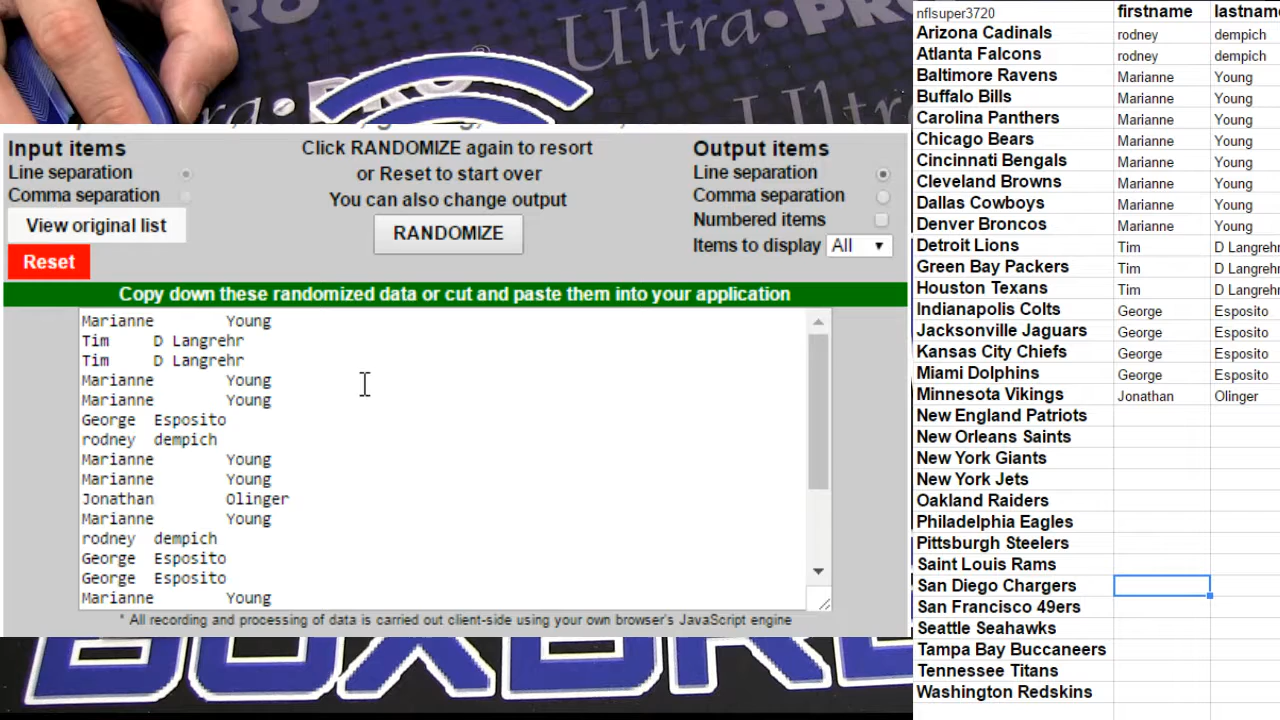 Ultra·PRO
Ultra·PRO
Input items
Line separation
Comma separation
View original list
Reset
Click RANDOMIZE again to resort
or Reset to start over
You can also change output
RANDOMIZE
Output items
Line separation
Comma separation
Numbered items
Items to display All
Copy down these randomized data or cut and paste them into your application
Marianne Young
Tim D Langrehr
Tim D Langrehr
Marianne Young
Marianne Young
George Esposito
rodney dempich
Marianne Young
Marianne Young
Jonathan Olinger
Marianne Young
rodney dempich
George Esposito
George Esposito
Marianne Young
* All recording and processing of data is carried out client-side using your own browser's JavaScript engine
BOXBRE
nflsuper3720 firstname lastname
Arizona Cadinals rodney dempich
Atlanta Falcons rodney dempich
Baltimore Ravens Marianne Young
Buffalo Bills Marianne Young
Carolina Panthers Marianne Young
Chicago Bears Marianne Young
Cincinnati Bengals Marianne Young
Cleveland Browns Marianne Young
Dallas Cowboys Marianne Young
Denver Broncos Marianne Young
Detroit Lions Tim D Langrehr
Green Bay Packers Tim D Langrehr
Houston Texans Tim D Langrehr
Indianapolis Colts George Esposito
Jacksonville Jaguars George Esposito
Kansas City Chiefs George Esposito
Miami Dolphins George Esposito
Minnesota Vikings Jonathan Olinger
New England Patriots
New Orleans Saints
New York Giants
New York Jets
Oakland Raiders
Philadelphia Eagles
Pittsburgh Steelers
Saint Louis Rams
San Diego Chargers
San Francisco 49ers
Seattle Seahawks
Tampa Bay Buccaneers
Tennessee Titans
Washington Redskins